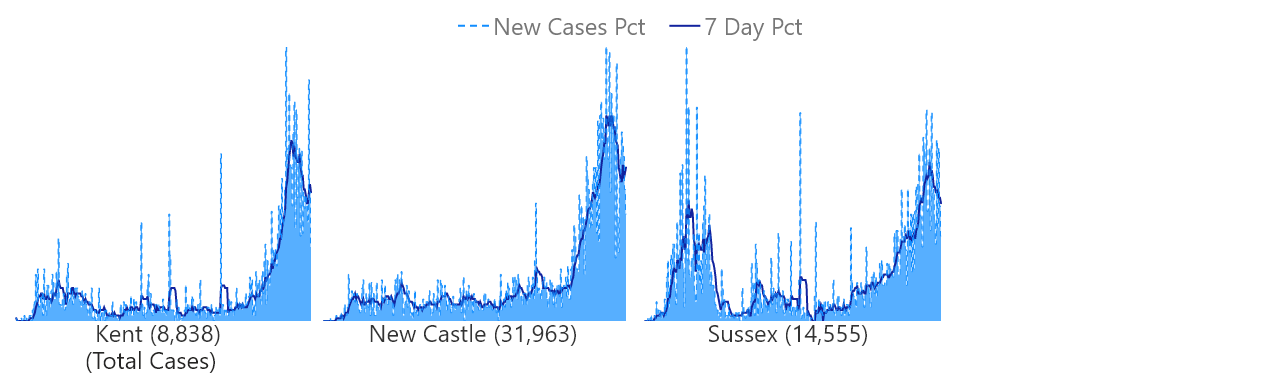 New Cases Pct 7 Day Pct
Kent (8,838) New Castle (31,963) Sussex (14,555)
(Total Cases)